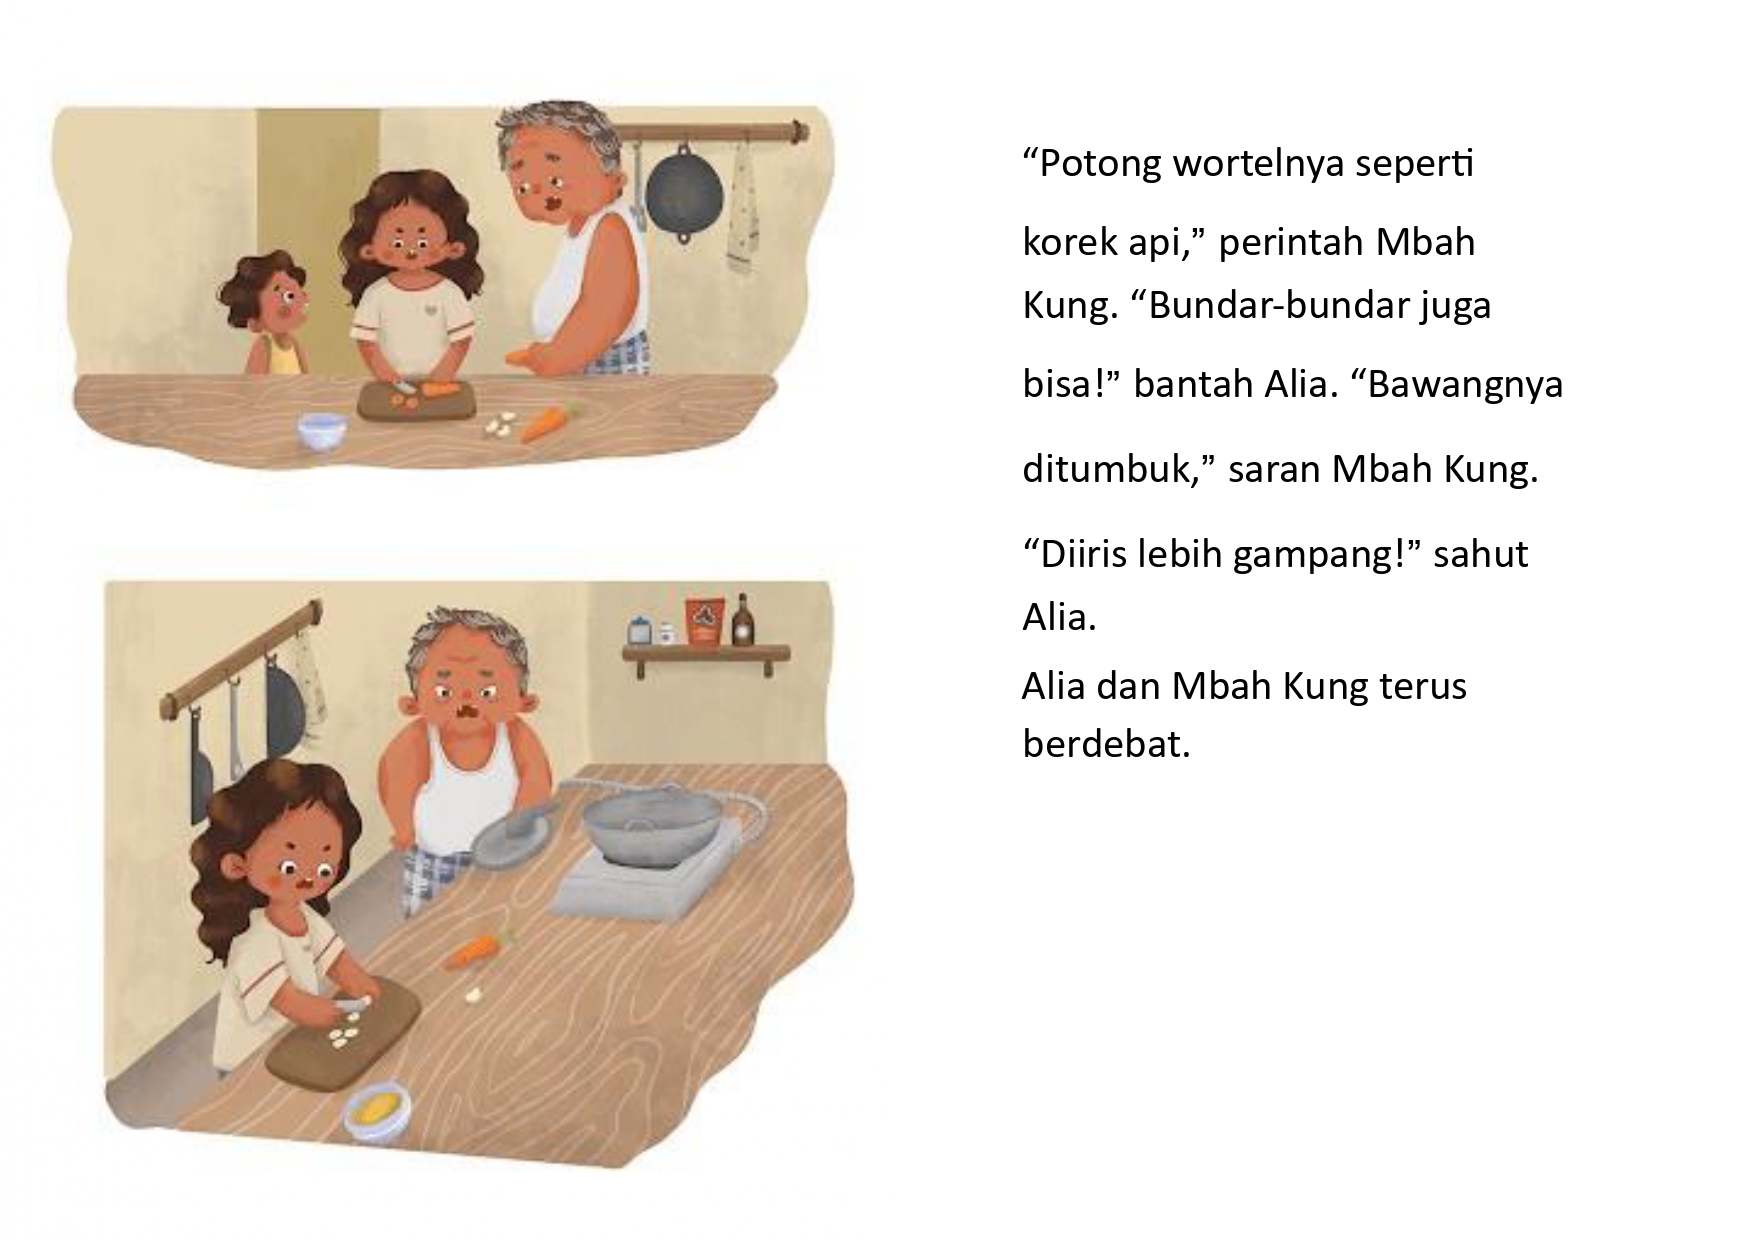 “Potong wortelnya seperti
korek api,” perintah Mbah
Kung. “Bundar-bundar juga
bisa!” bantah Alia. “Bawangnya
ditumbuk,” saran Mbah Kung.
“Diiris lebih gampang!” sahut
Alia.
Alia dan Mbah Kung terus
berdebat.